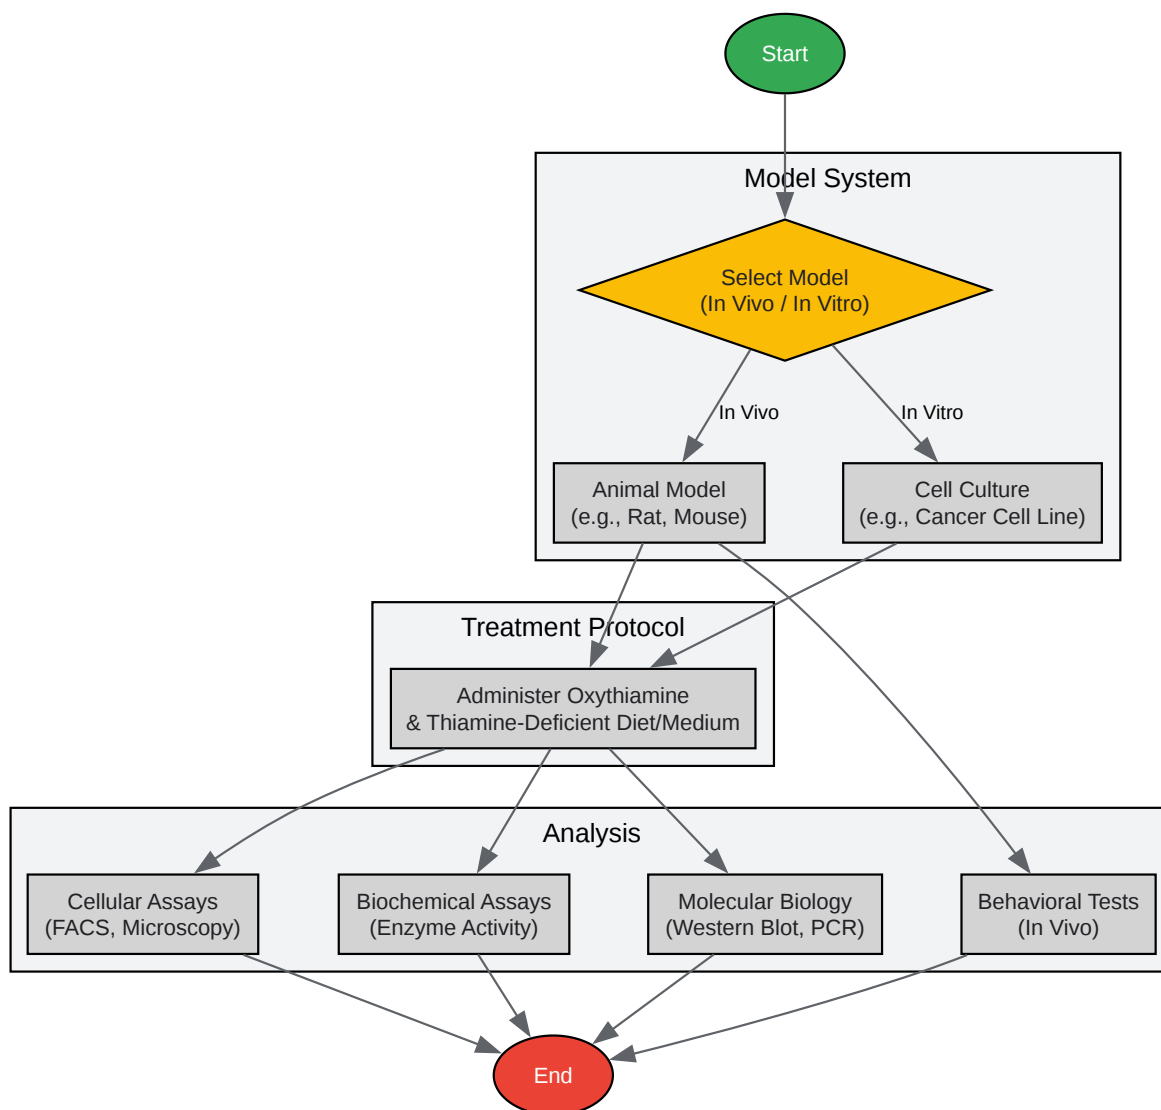 Start
Model System
Select Model
(In Vivo / In Vitro)
In Vivo
In Vitro
Animal Model
(e.g., Rat, Mouse)
Cell Culture
(e.g., Cancer Cell Line)
Treatment Protocol
Administer Oxythiamine
& Thiamine-Deficient Diet/Medium
Analysis
Cellular Assays
(FACS, Microscopy)
Biochemical Assays
(Enzyme Activity)
Molecular Biology
(Western Blot, PCR)
Behavioral Tests
(In Vivo)
End